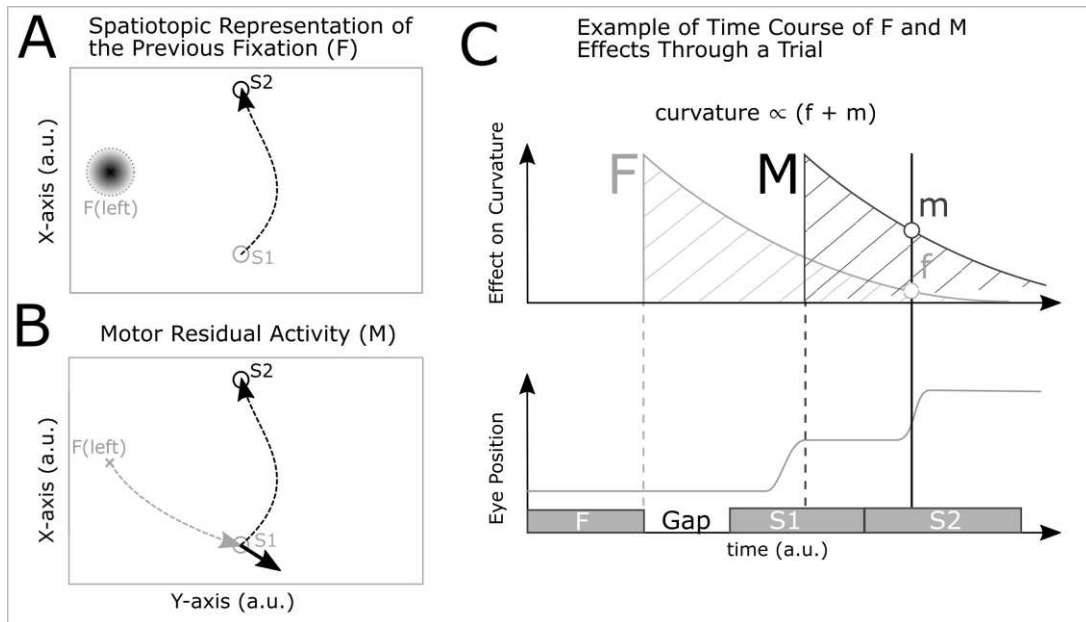 A
Spatiotopic Representation of
the Previous Fixation (F)
X-axis (a.u.)
S2
F(left)
S1
B
Motor Residual Activity (M)
X-axis (a.u.)
S2
F(left)
S1
Y-axis (a.u.)
C
Example of Time Course of F and M
Effects Through a Trial
curvature ∝ (f + m)
Effect on Curvature
F
M
m
f
Eye Position
F
Gap
S1
S2
time (a.u.)